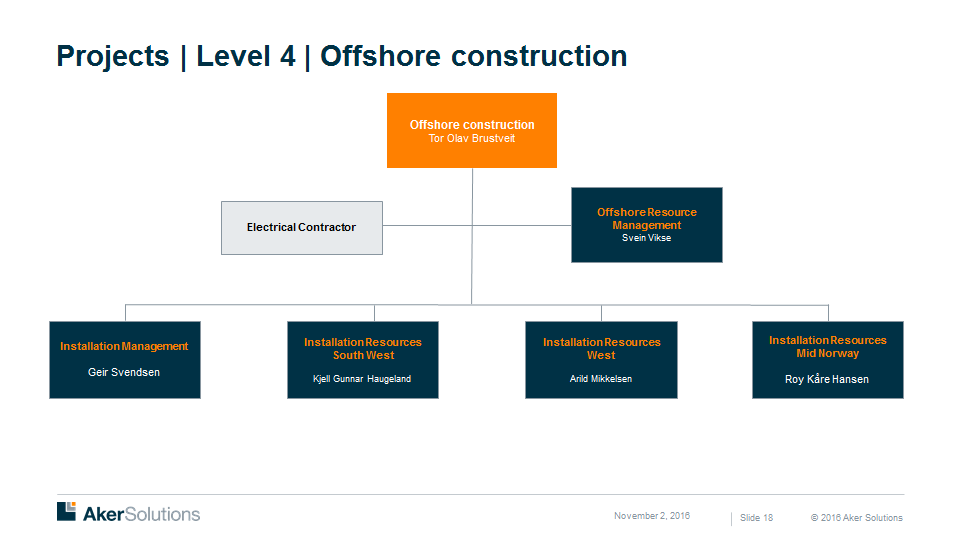 Projects | Level 4 | Offshore construction
Offshore construction
Tor Olav Brustveit
Electrical Contractor
Offshore Resource
Management
Svein Vikse
Installation Management
Geir Svendsen
Installation Resources
South West
Kjell Gunnar Haugeland
Installation Resources
West
Arild Mikkelsen
Installation Resources
Mid Norway
Roy Kåre Hansen
AkerSolutions
November 2, 2016
Slide 18
© 2016 Aker Solutions